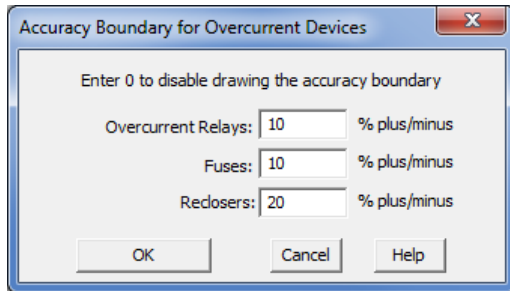 Accuracy Boundary for Overcurrent Devices
Enter 0 to disable drawing the accuracy boundary
Overcurrent Relays: 10 % plus/minus
Fuses: 10 % plus/minus
Reclosers: 20 % plus/minus
OK Cancel Help